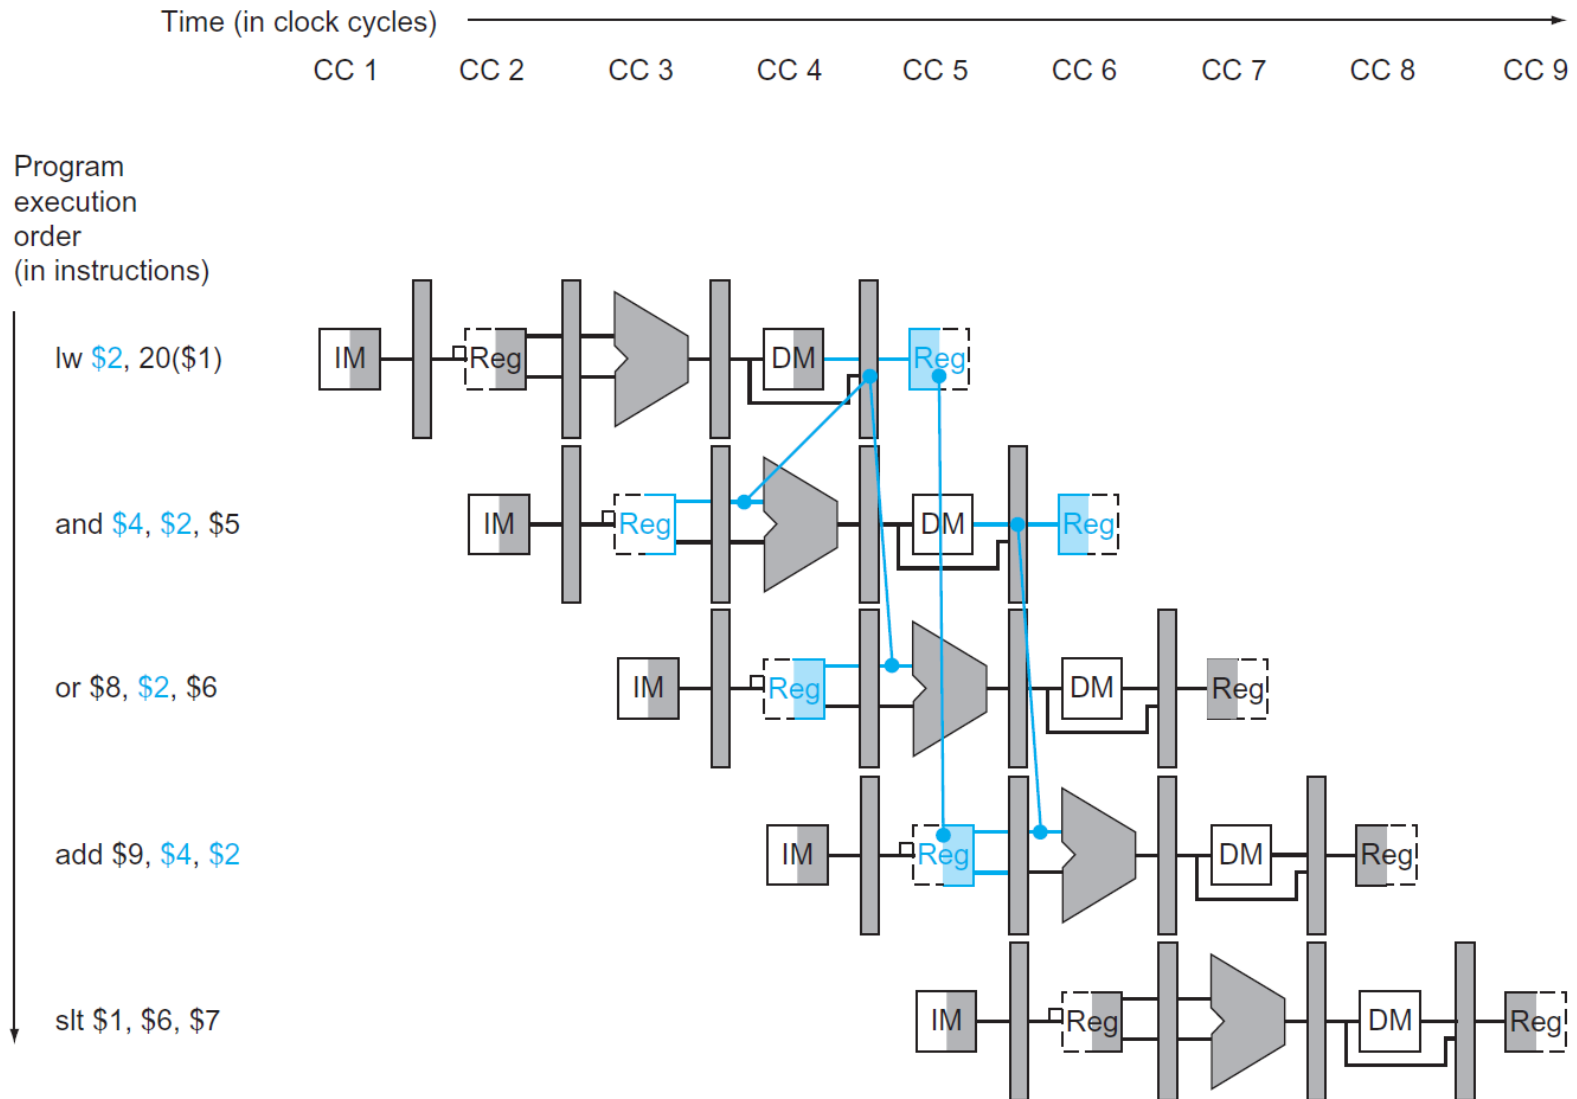 Time (in clock cycles)
CC 1 CC 2 CC 3 CC 4 CC 5 CC 6 CC 7 CC 8 CC 9
Program
execution
order
(in instructions)
lw $2, 20($1) IM Reg DM Reg
and $4, $2, $5 IM Reg DM Reg
or $8, $2, $6 IM Reg DM Reg
add $9, $4, $2 IM Reg DM Reg
slt $1, $6, $7 IM Reg DM Reg